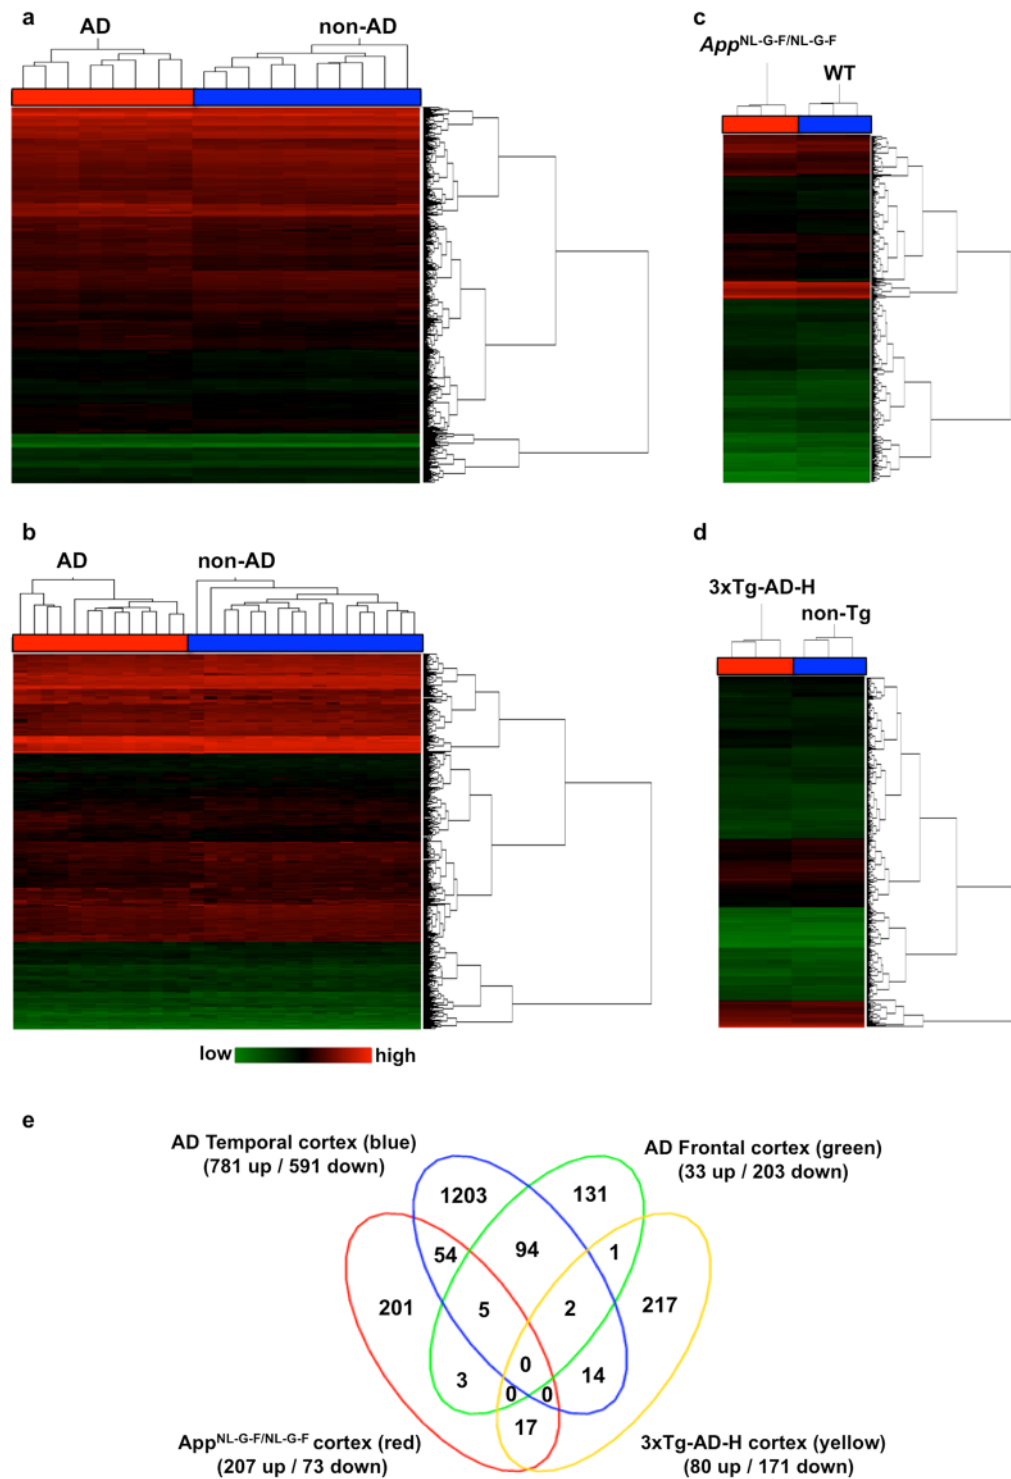 a
AD
non-AD
c
App^NL-G-F/NL-G-F
WT
b
AD
non-AD
d
3xTg-AD-H
non-Tg
low
high
e
AD Temporal cortex (blue)
(781 up / 591 down)
AD Frontal cortex (green)
(33 up / 203 down)
1203
131
54
94
1
201
5
2
217
0
3
0
0
14
17
App^NL-G-F/NL-G-F cortex (red)
(207 up / 73 down)
3xTg-AD-H cortex (yellow)
(80 up / 171 down)